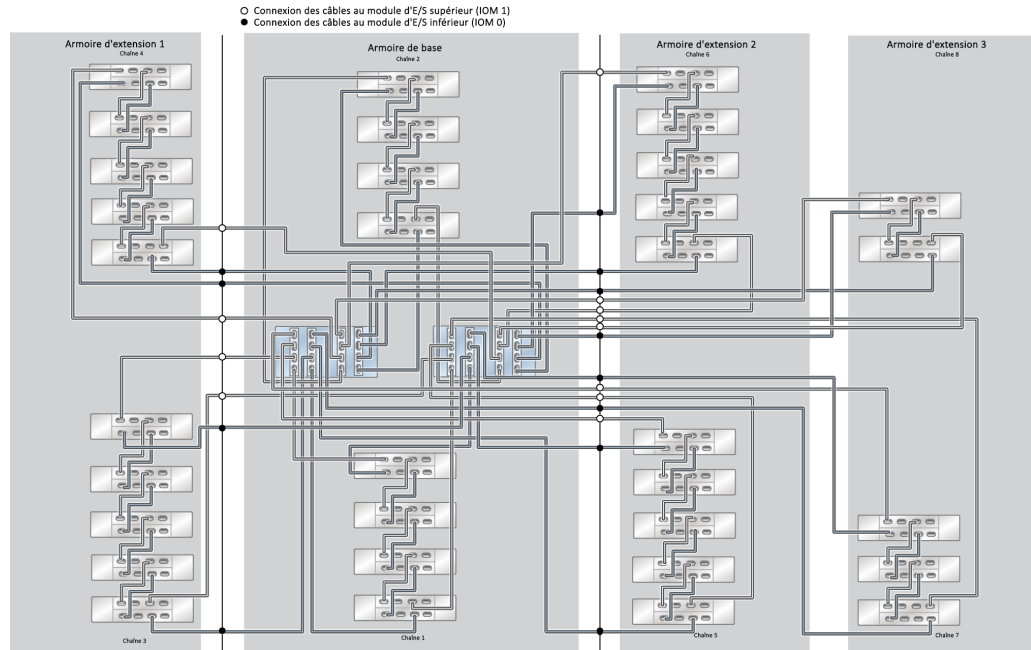 Connexion des câbles au module d'E/S supérieur (IOM 1)
Connexion des câbles au module d'E/S inférieur (IOM 0)
Armoire d'extension 1
Chaîne 4
Armoire de base
Chaîne 2
Armoire d'extension 2
Chaîne 6
Armoire d'extension 3
Chaîne 8
Chaîne 3
Chaîne 1
Chaîne 5
Chaîne 7